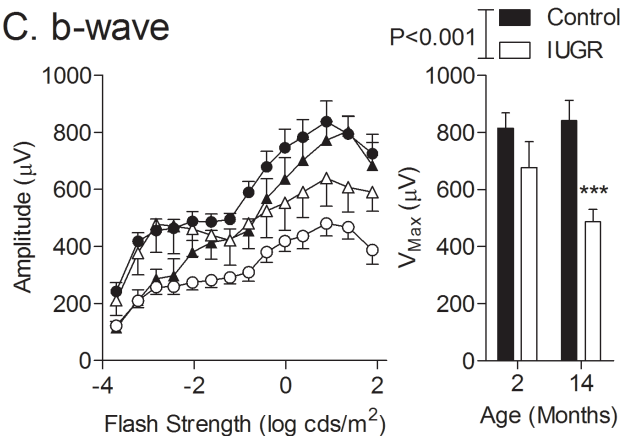 C. b-wave
P<0.001
Control
IUGR
1000
800
600
400
200
0
Amplitude (μV)
-4
-2
0
2
Flash Strength (log cds/m²)
1000
800
600
400
200
0
VMax (μV)
***
2
14
Age (Months)